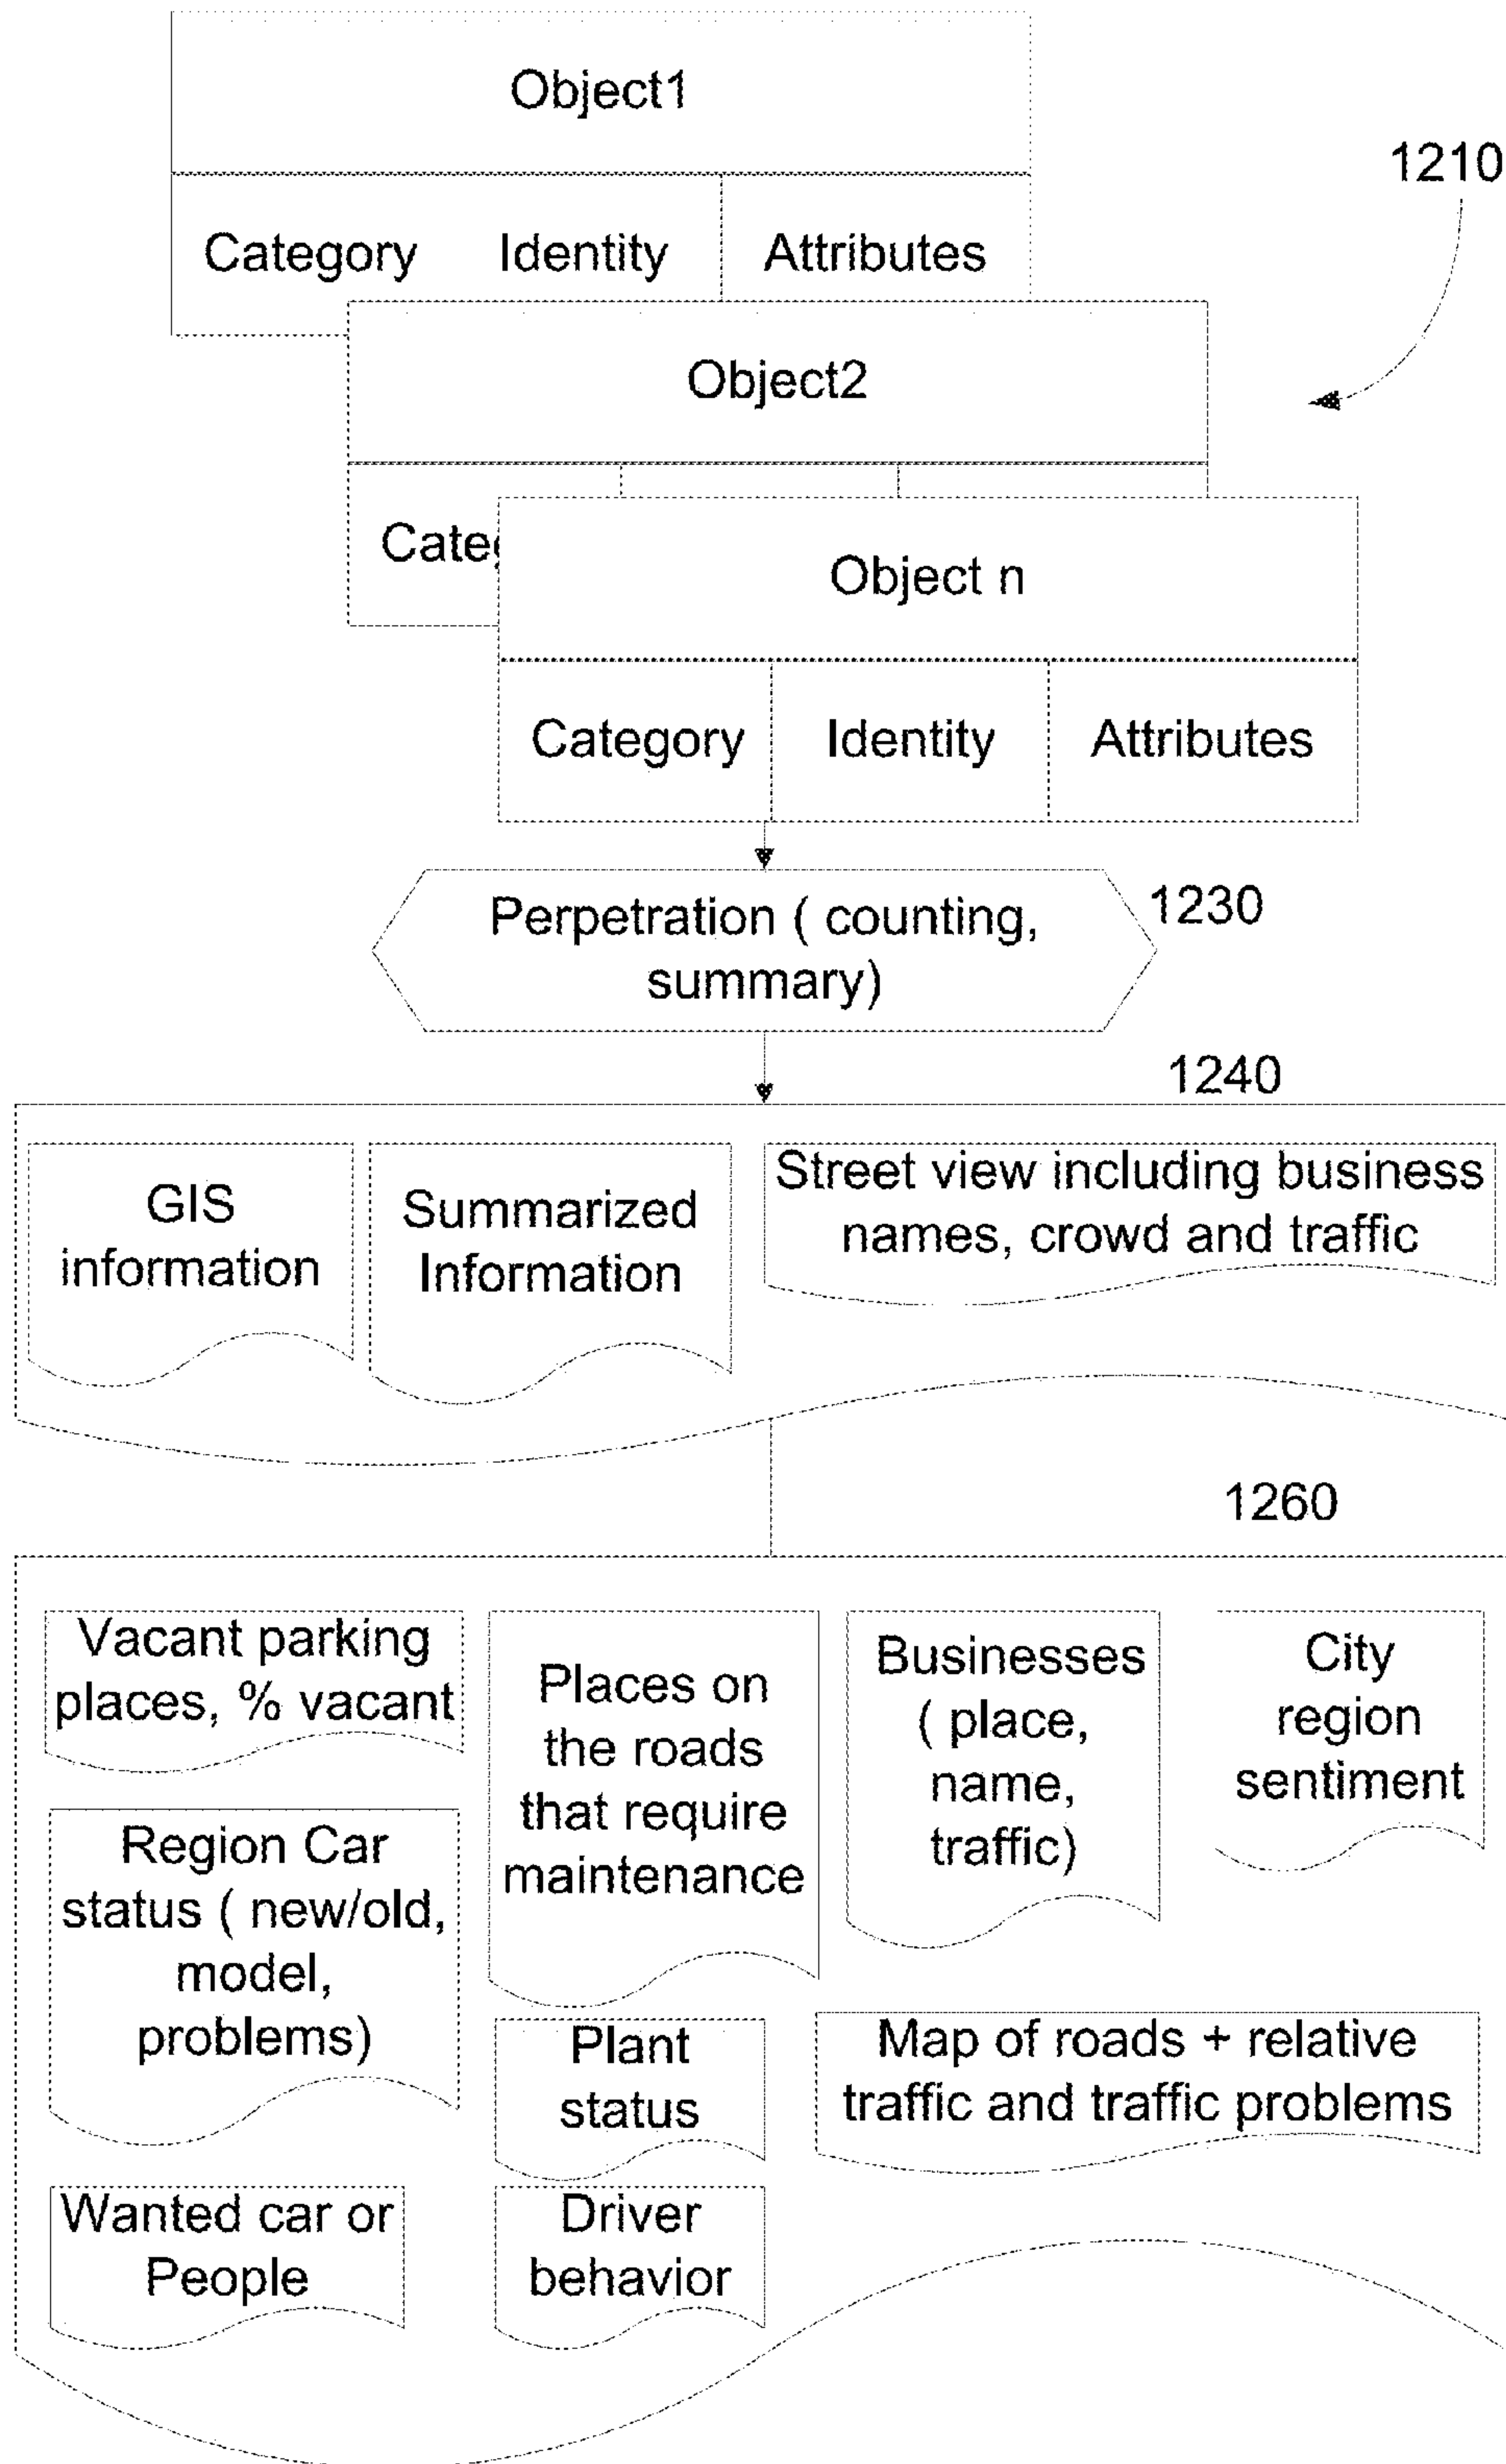 Object1
1210
Category Identity Attributes
Object2
Cate
Object n
Category Identity Attributes
Perpetration ( counting,
summary)
1230
1240
GIS
information
Summarized
Information
Street view including business
names, crowd and traffic
1260
Vacant parking
places, % vacant
Places on
the roads
that require
maintenance
Businesses
( place,
name,
traffic)
City
region
sentiment
Region Car
status ( new/old,
model,
problems)
Plant
status
Map of roads + relative
traffic and traffic problems
Wanted car or
People
Driver
behavior